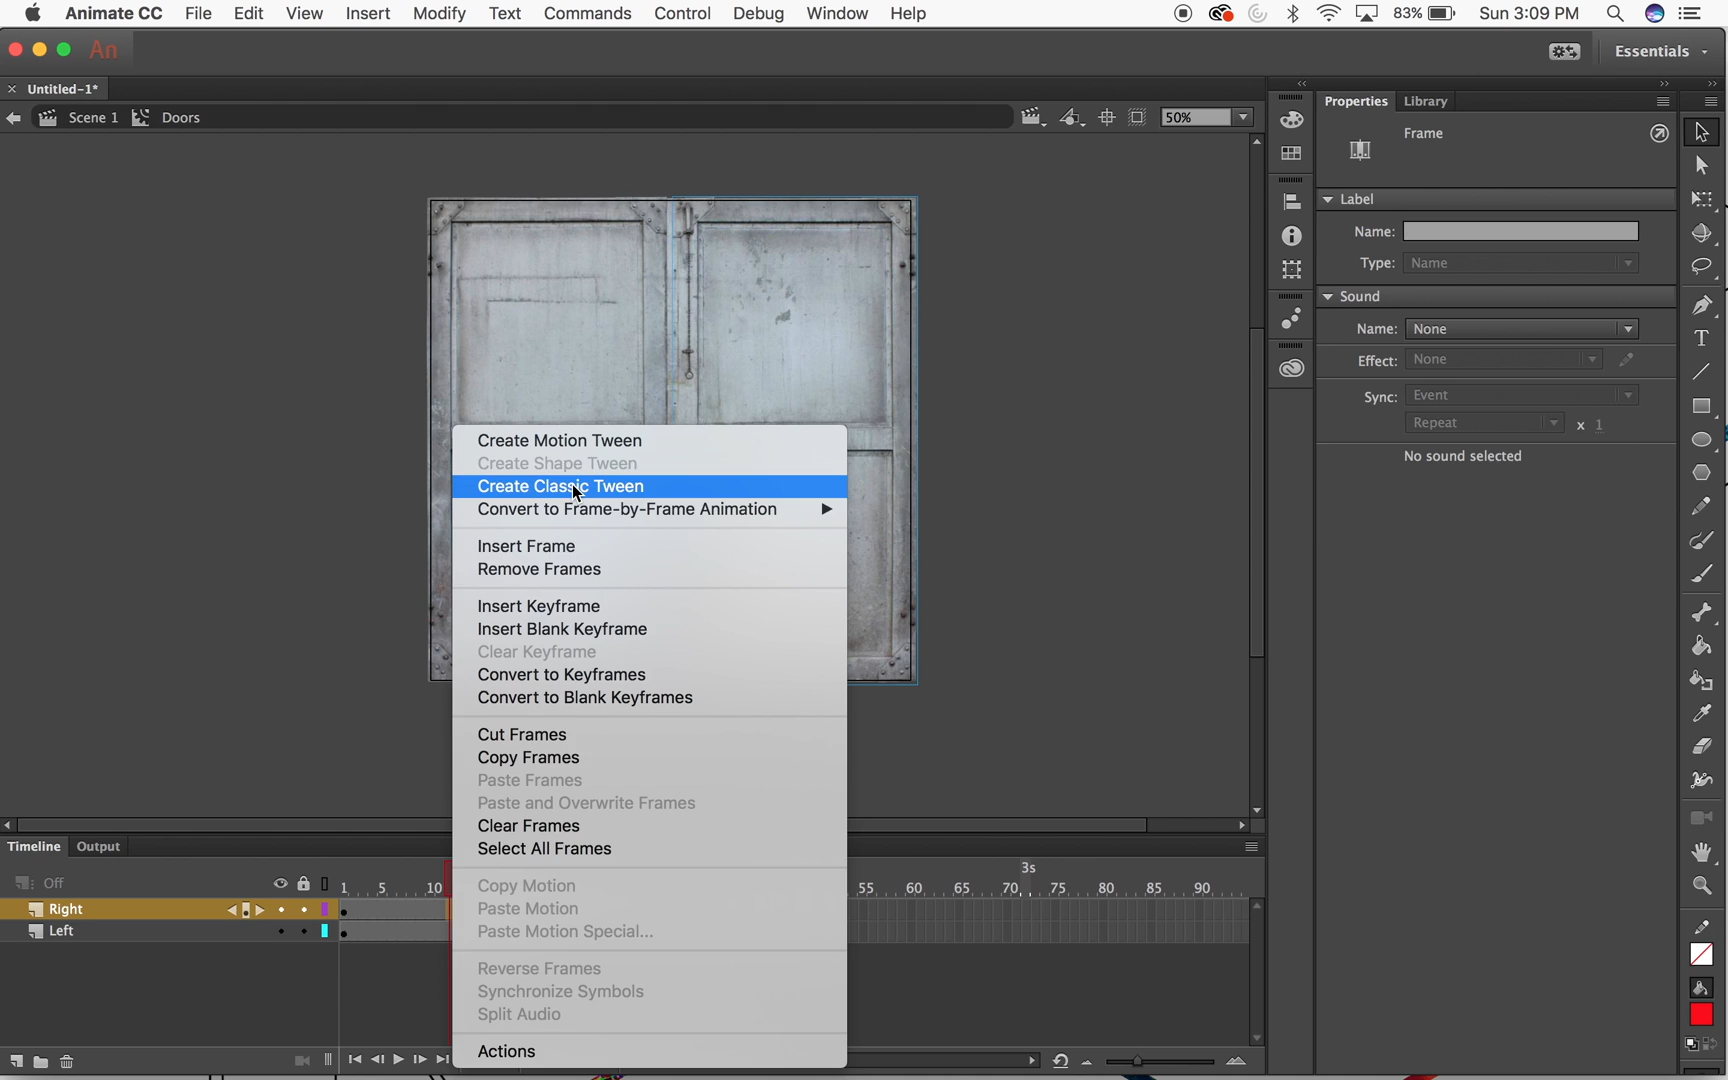 Animate CC File Edit View Insert Modify Text Commands Control Debug Window Help 83% Sun 3:09 PM
An Essentials
× Untitled-1*
Scene 1 Doors 50%
Properties Library
Frame
Label
Name:
Type: Name
Sound
Name: None
Effect: None
Sync: Event
Repeat x 1
No sound selected
Create Motion Tween
Create Shape Tween
Create Classic Tween
Convert to Frame-by-Frame Animation
Insert Frame
Remove Frames
Insert Keyframe
Insert Blank Keyframe
Clear Keyframe
Convert to Keyframes
Convert to Blank Keyframes
Cut Frames
Copy Frames
Paste Frames
Paste and Overwrite Frames
Clear Frames
Select All Frames
Copy Motion
Paste Motion
Paste Motion Special...
Reverse Frames
Synchronize Symbols
Split Audio
Actions
Timeline Output
3s
Off 1 5 10 55 60 65 70 75 80 85 90
Right
Left